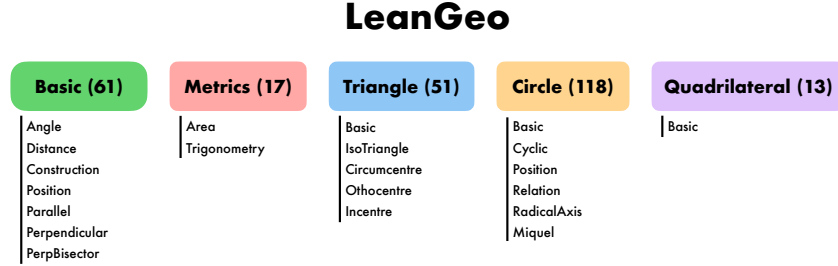 LeanGeo
Basic (61)
Angle
Distance
Construction
Position
Parallel
Perpendicular
PerpBisector
Metrics (17)
Area
Trigonometry
Triangle (51)
Basic
IsoTriangle
Circumcentre
Othocentre
Incentre
Circle (118)
Basic
Cyclic
Position
Relation
RadicalAxis
Miquel
Quadrilateral (13)
Basic